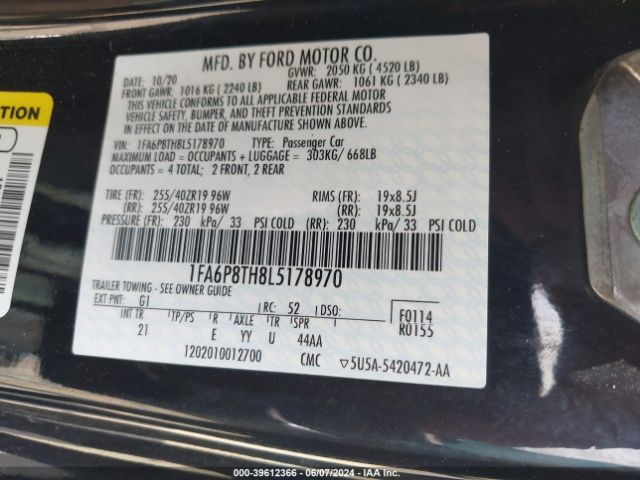 MFD. BY FORD MOTOR CO.
DATE: 10/20 GVWR: 2050 KG ( 4520 LB)
FRONT GAWR: 1016 KG ( 2240 LB) REAR GAWR: 1061 KG ( 2340 LB)
THIS VEHICLE CONFORMS TO ALL APPLICABLE FEDERAL MOTOR
VEHICLE SAFETY, BUMPER, AND THEFT PREVENTION STANDARDS
IN EFFECT ON THE DATE OF MANUFACTURE SHOWN ABOVE.
VIN: 1FA6P8TH8L5178970 TYPE: Passenger Car
MAXIMUM LOAD = OCCUPANTS + LUGGAGE = 303KG/ 668LB
OCCUPANTS = 4 TOTAL; 2 FRONT, 2 REAR
TIRE (FR): 255/40ZR19 96W RIMS (FR): 19x8.5J
(RR): 255/40ZR19 96W (RR): 19x8.5J
PRESSURE (FR): 230 kPa/ 33 PSI COLD (RR): 230 kPa/ 33 PSI COLD
1FA6P8TH8L5178970
TRAILER TOWING - SEE OWNER GUIDE
EXT PNT: G1 RC: 52 DSO: F0114
INT TR TP/PS R AXLE TR SPR R0155
21 E YY U 44AA
120201001270​0 CMC ▽5U5A-5420472-AA
000-39612366 - 06/07/2024 - IAA Inc.